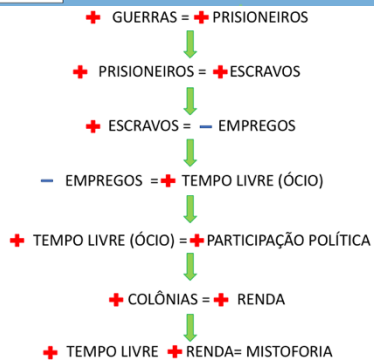 + GUERRAS = + PRISIONEIROS
+ PRISIONEIROS = + ESCRAVOS
+ ESCRAVOS = − EMPREGOS
− EMPREGOS = + TEMPO LIVRE (ÓCIO)
+ TEMPO LIVRE (ÓCIO) = + PARTICIPAÇÃO POLÍTICA
+ COLÔNIAS = + RENDA
+ TEMPO LIVRE + RENDA= MISTOFORIA